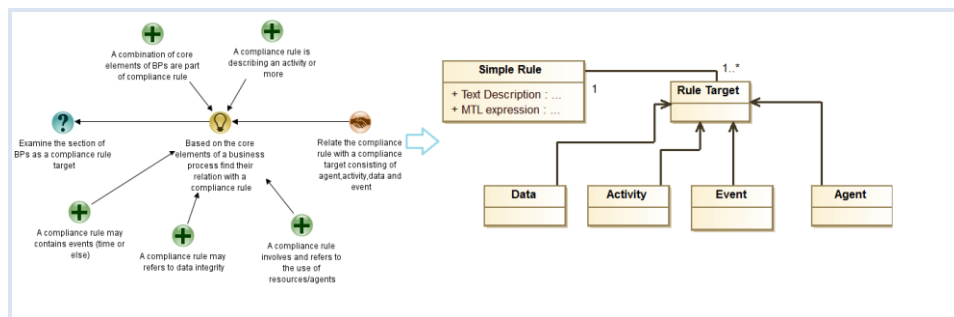 A combination of core
elements of BPs are part
of compliance rule
A compliance rule is
describing an activity or
more
Examine the section of
BPs as a compliance rule
target
Based on the core
elements of a business
process find their
relation with a
compliance rule
Relate the compliance
rule with a compliance
target consisting of
agent,activity,data and
event
A compliance rule may
contains events (time or
else)
A compliance rule may
refers to data integrity
A compliance rule
involves and refers to
the use of
resources/agents
Simple Rule
+ Text Description : ...
+ MTL expression : ...
1
1..*
Rule Target
Data
Activity
Event
Agent